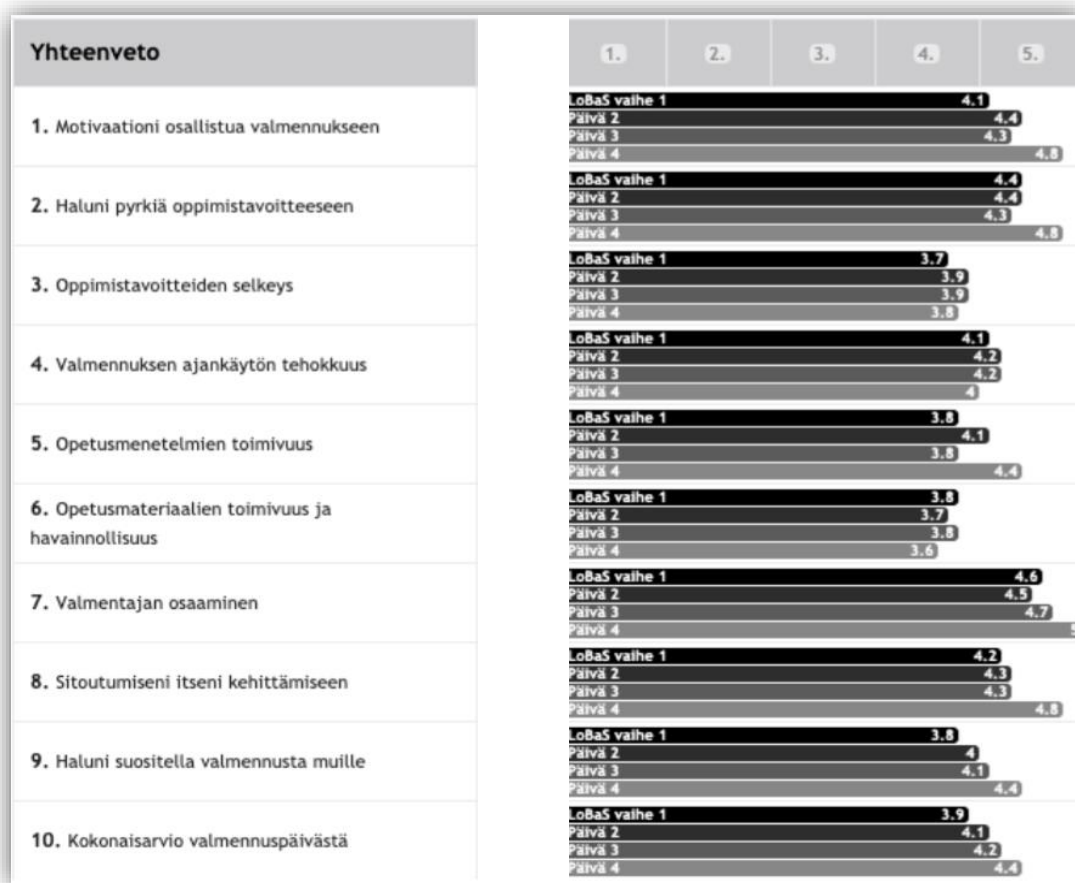 Yhteenveto
1. 2. 3. 4. 5.
1. Motivaationi osallistua valmennukseen
LoBaS vaihe 1 4.1
Päivä 2 4.4
Päivä 3 4.3
Päivä 4 4.8
2. Haluni pyrkiä oppimistavoitteeseen
LoBaS vaihe 1 4.4
Päivä 2 4.4
Päivä 3 4.3
Päivä 4 4.8
3. Oppimistavoitteiden selkeys
LoBaS vaihe 1 3.7
Päivä 2 3.9
Päivä 3 3.9
Päivä 4 3.8
4. Valmennuksen ajankäytön tehokkuus
LoBaS vaihe 1 4.1
Päivä 2 4.2
Päivä 3 4.2
Päivä 4 4
5. Opetusmenetelmien toimivuus
LoBaS vaihe 1 3.8
Päivä 2 4.1
Päivä 3 3.8
Päivä 4 4.4
6. Opetusmateriaalien toimivuus ja
havainnollisuus
LoBaS vaihe 1 3.8
Päivä 2 3.7
Päivä 3 3.8
Päivä 4 3.6
7. Valmentajan osaaminen
LoBaS vaihe 1 4.6
Päivä 2 4.5
Päivä 3 4.7
Päivä 4
8. Sitoutumiseni itseni kehittämiseen
LoBaS vaihe 1 4.2
Päivä 2 4.3
Päivä 3 4.3
Päivä 4 4.8
9. Haluni suositella valmennusta muille
LoBaS vaihe 1 3.8
Päivä 2 4
Päivä 3 4.1
Päivä 4 4.4
10. Kokonaisarvio valmennuspäivästä
LoBaS vaihe 1 3.9
Päivä 2 4.1
Päivä 3 4.2
Päivä 4 4.4